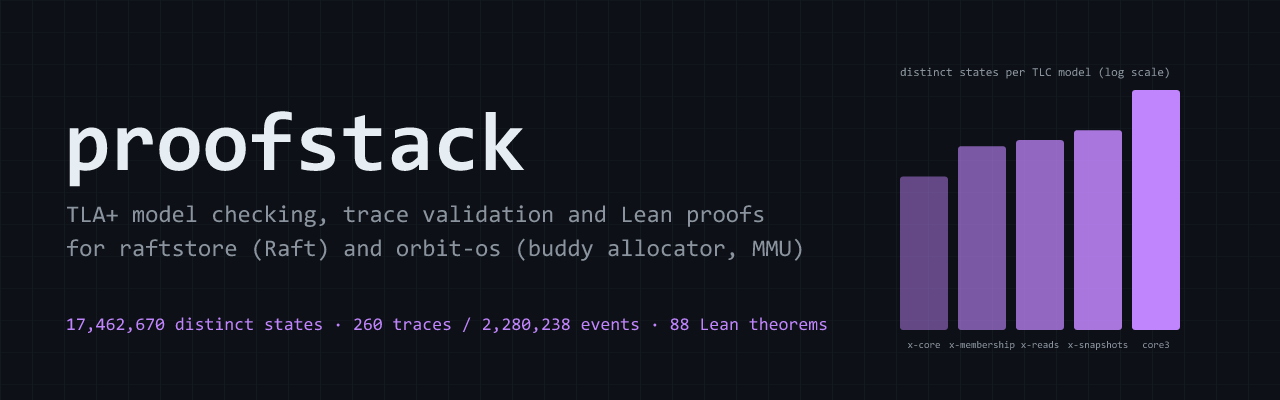 proofstack
TLA+ model checking, trace validation and Lean proofs
for raftstore (Raft) and orbit-os (buddy allocator, MMU)
17,462,670 distinct states · 260 traces / 2,280,238 events · 88 Lean theorems
distinct states per TLC model (log scale)
x-core x-membership x-reads x-snapshots core3